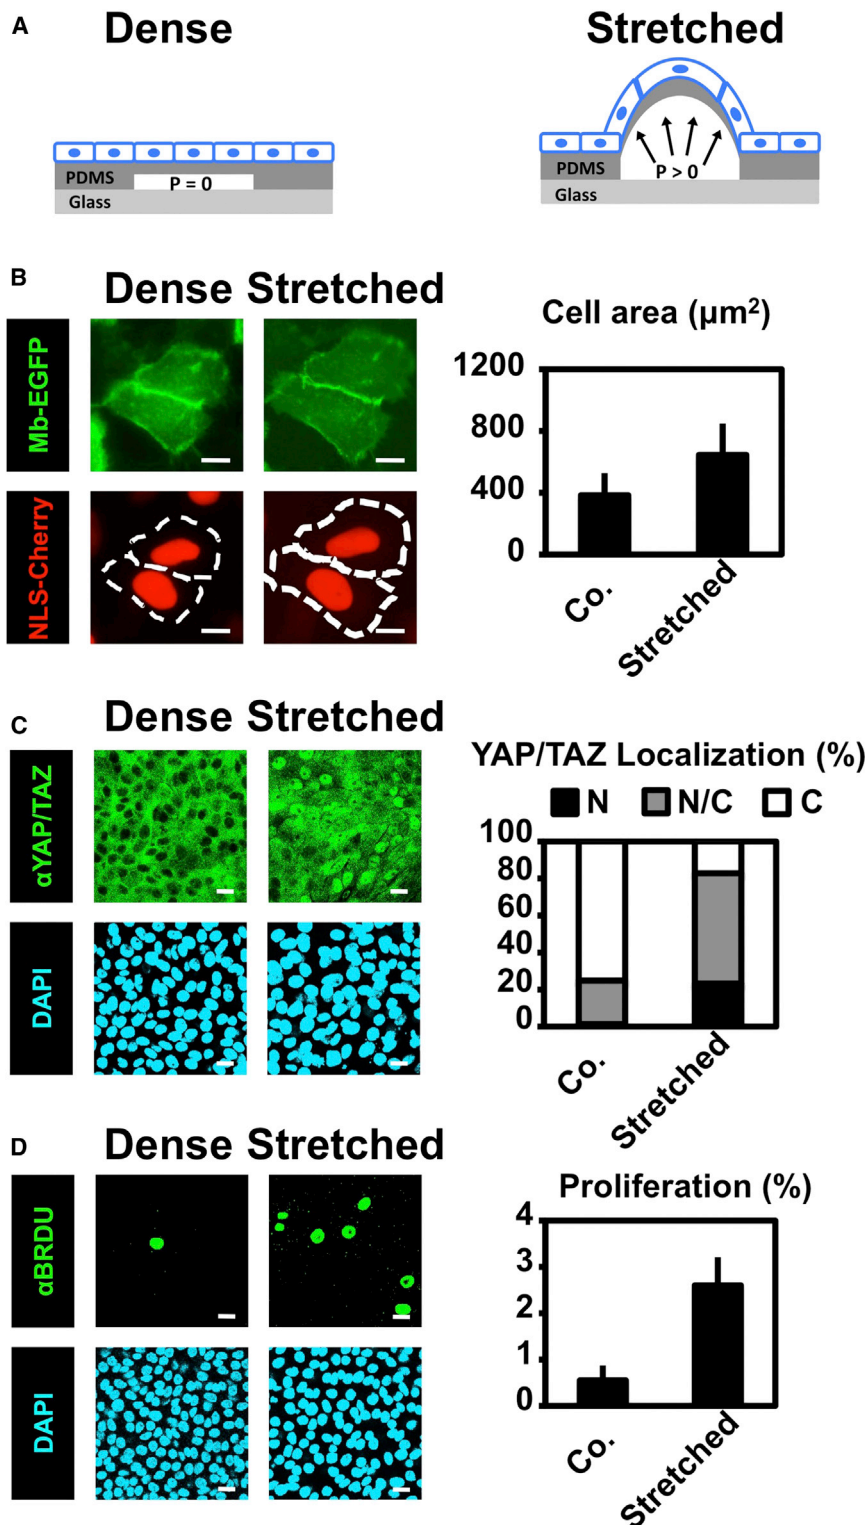 A
Dense
Stretched
PDMS
P = 0
Glass
PDMS
P > 0
Glass
B
Dense Stretched
Mb-EGFP
NLS-Cherry
Cell area (µm²)
1200
800
400
0
Co.
Stretched
C
Dense Stretched
αYAP/TAZ
DAPI
YAP/TAZ Localization (%)
N N/C C
100
80
60
40
20
0
Co.
Stretched
D
Dense Stretched
αBRDU
DAPI
Proliferation (%)
4
3
2
1
0
Co.
Stretched